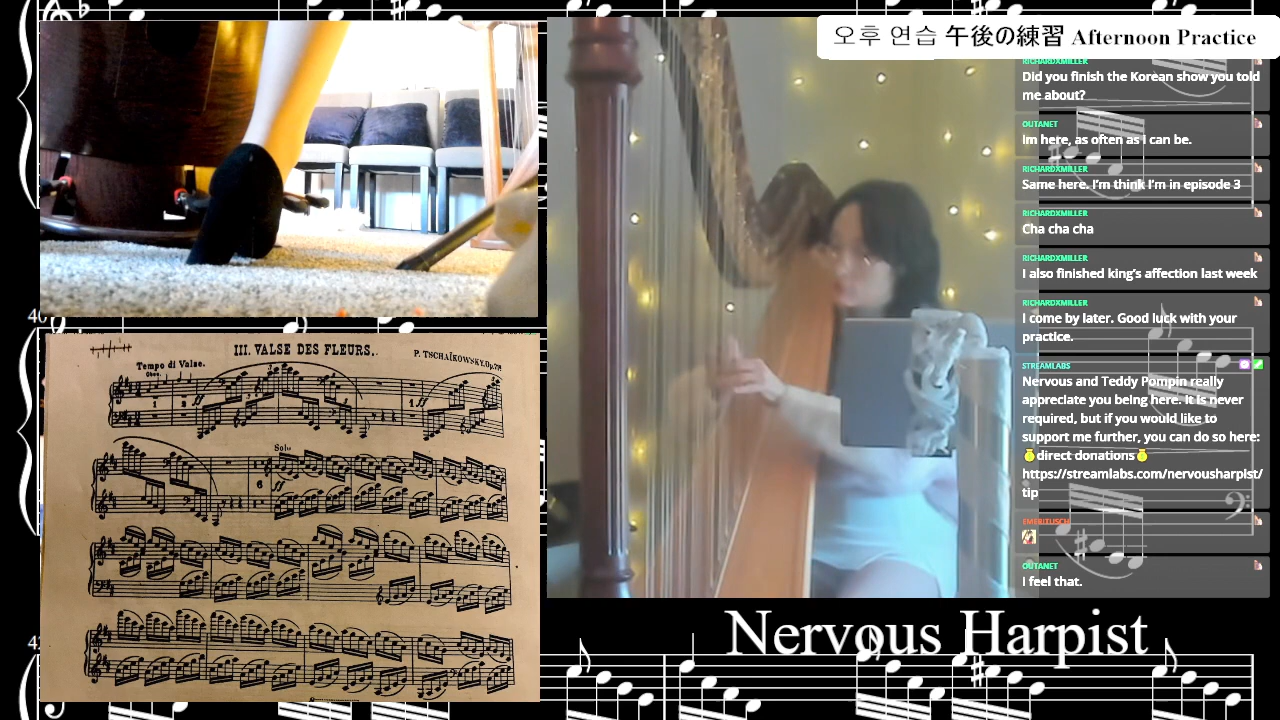 오후 연습 午後の練習 Afternoon Practice
RICHARDXMILLER
Did you finish the Korean show you told
me about?
OUTANET
Im here, as often as I can be.
RICHARDXMILLER
Same here. I'm think I'm in episode 3
RICHARDXMILLER
Cha cha cha
RICHARDXMILLER
I also finished king's affection last week
RICHARDXMILLER
I come by later. Good luck with your
practice.
STREAMLABS
Nervous and Teddy Pompin really
appreciate you being here. It is never
required, but if you would like to
support me further, you can do so here:
💰direct donations💰
https://streamlabs.com/nervousharpist/
tip
OUTANET
I feel that.
Nervous Harpist
III. VALSE DES FLEURS.
P. TSCHAÏKOWSKY, Op.
Tempo di Valse.
Solo
ff
6